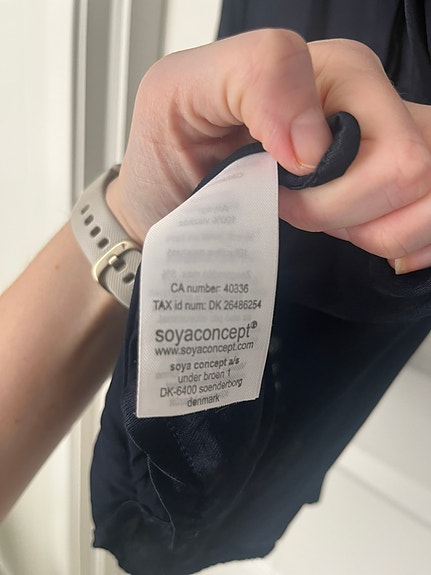 CA number: 40336
TAX id num: DK 26486254
soyaconcept®
www.soyaconcept.com
soya concept a/s
under broen 1
DK-6400 soenderborg
denmark